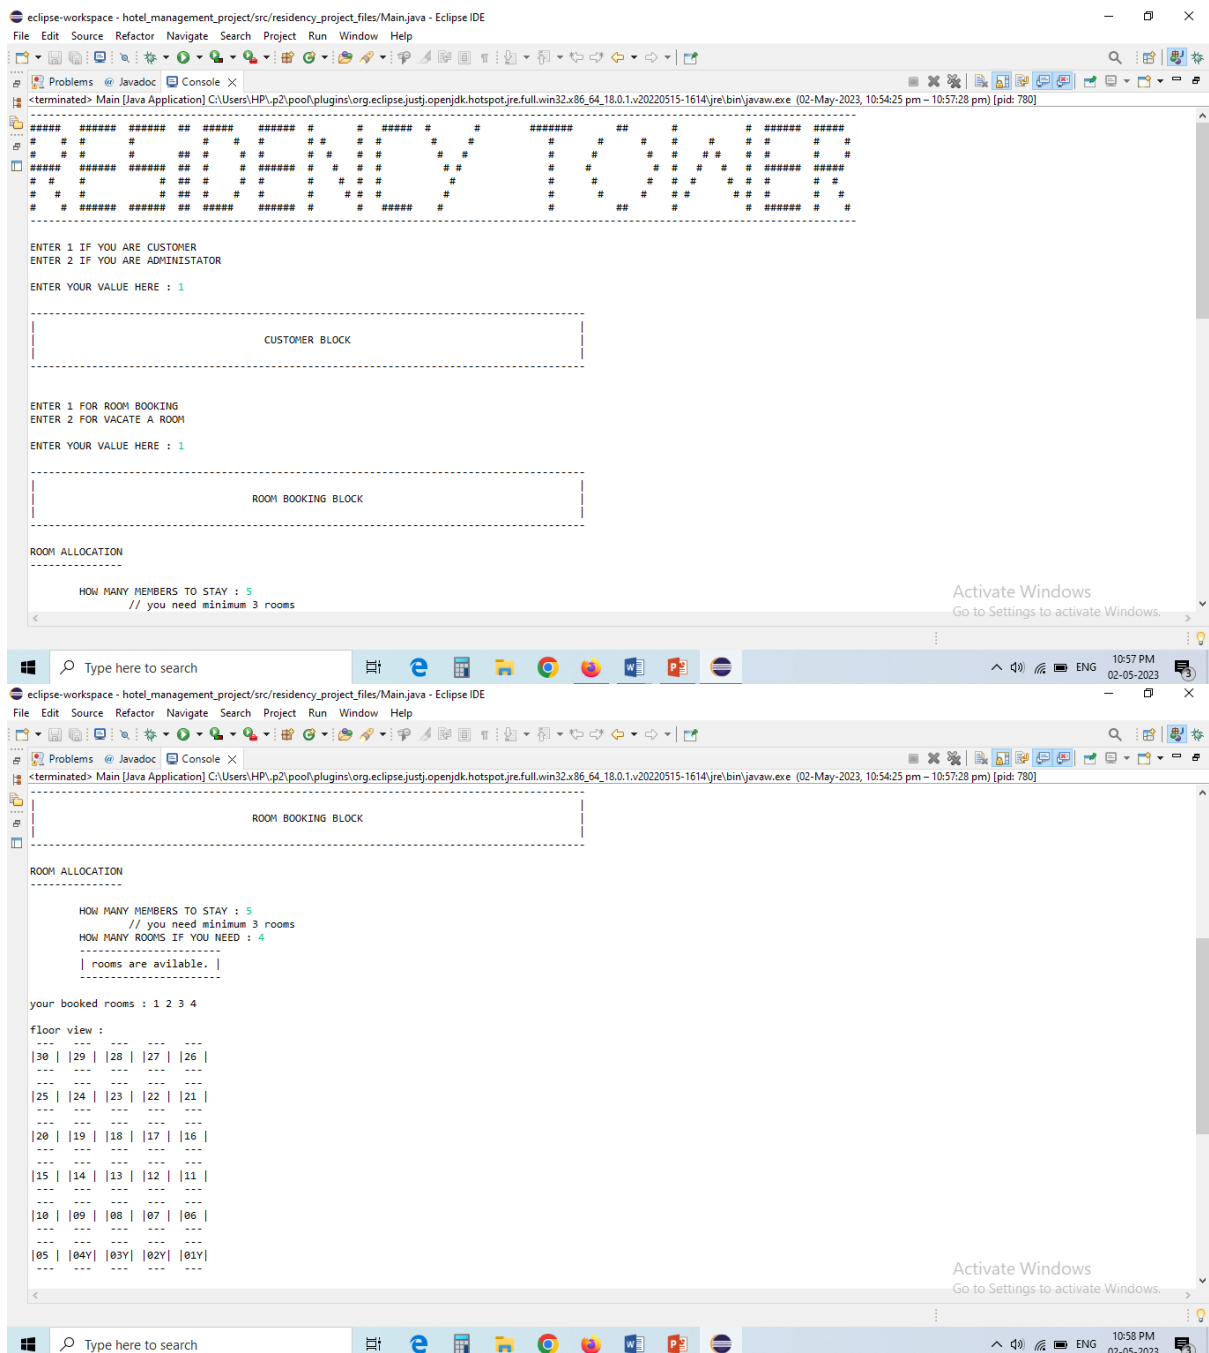 eclipse-workspace - hotel_management_project/src/residency_project_files/Main.java - Eclipse IDE
File Edit Source Refactor Navigate Search Project Run Window Help
Problems @ Javadoc Console
<terminated> Main [Java Application] C:\Users\HP\.p2\pool\plugins\org.eclipse.justj.openjdk.hotspot.jre.full.win32.x86_64_18.0.1.v20220515-1614\jre\bin\javaw.exe (02-May-2023, 10:54:25 pm – 10:57:28 pm) [pid: 780]
RESIDENCY TOWER
ENTER 1 IF YOU ARE CUSTOMER
ENTER 2 IF YOU ARE ADMINISTATOR
ENTER YOUR VALUE HERE : 1
CUSTOMER BLOCK
ENTER 1 FOR ROOM BOOKING
ENTER 2 FOR VACATE A ROOM
ENTER YOUR VALUE HERE : 1
ROOM BOOKING BLOCK
ROOM ALLOCATION
HOW MANY MEMBERS TO STAY : 5
// you need minimum 3 rooms
Activate Windows
Go to Settings to activate Windows.
Type here to search
ENG
10:57 PM
02-05-2023
3
eclipse-workspace - hotel_management_project/src/residency_project_files/Main.java - Eclipse IDE
File Edit Source Refactor Navigate Search Project Run Window Help
Problems @ Javadoc Console
<terminated> Main [Java Application] C:\Users\HP\.p2\pool\plugins\org.eclipse.justj.openjdk.hotspot.jre.full.win32.x86_64_18.0.1.v20220515-1614\jre\bin\javaw.exe (02-May-2023, 10:54:25 pm – 10:57:28 pm) [pid: 780]
ROOM BOOKING BLOCK
ROOM ALLOCATION
HOW MANY MEMBERS TO STAY : 5
// you need minimum 3 rooms
HOW MANY ROOMS IF YOU NEED : 4
| rooms are avilable. |
your booked rooms : 1 2 3 4
floor view :
|30 | |29 | |28 | |27 | |26 |
|25 | |24 | |23 | |22 | |21 |
|20 | |19 | |18 | |17 | |16 |
|15 | |14 | |13 | |12 | |11 |
|10 | |09 | |08 | |07 | |06 |
|05 | |04Y| |03Y| |02Y| |01Y|
Activate Windows
Go to Settings to activate Windows.
Type here to search
ENG
10:58 PM
02-05-2023
3